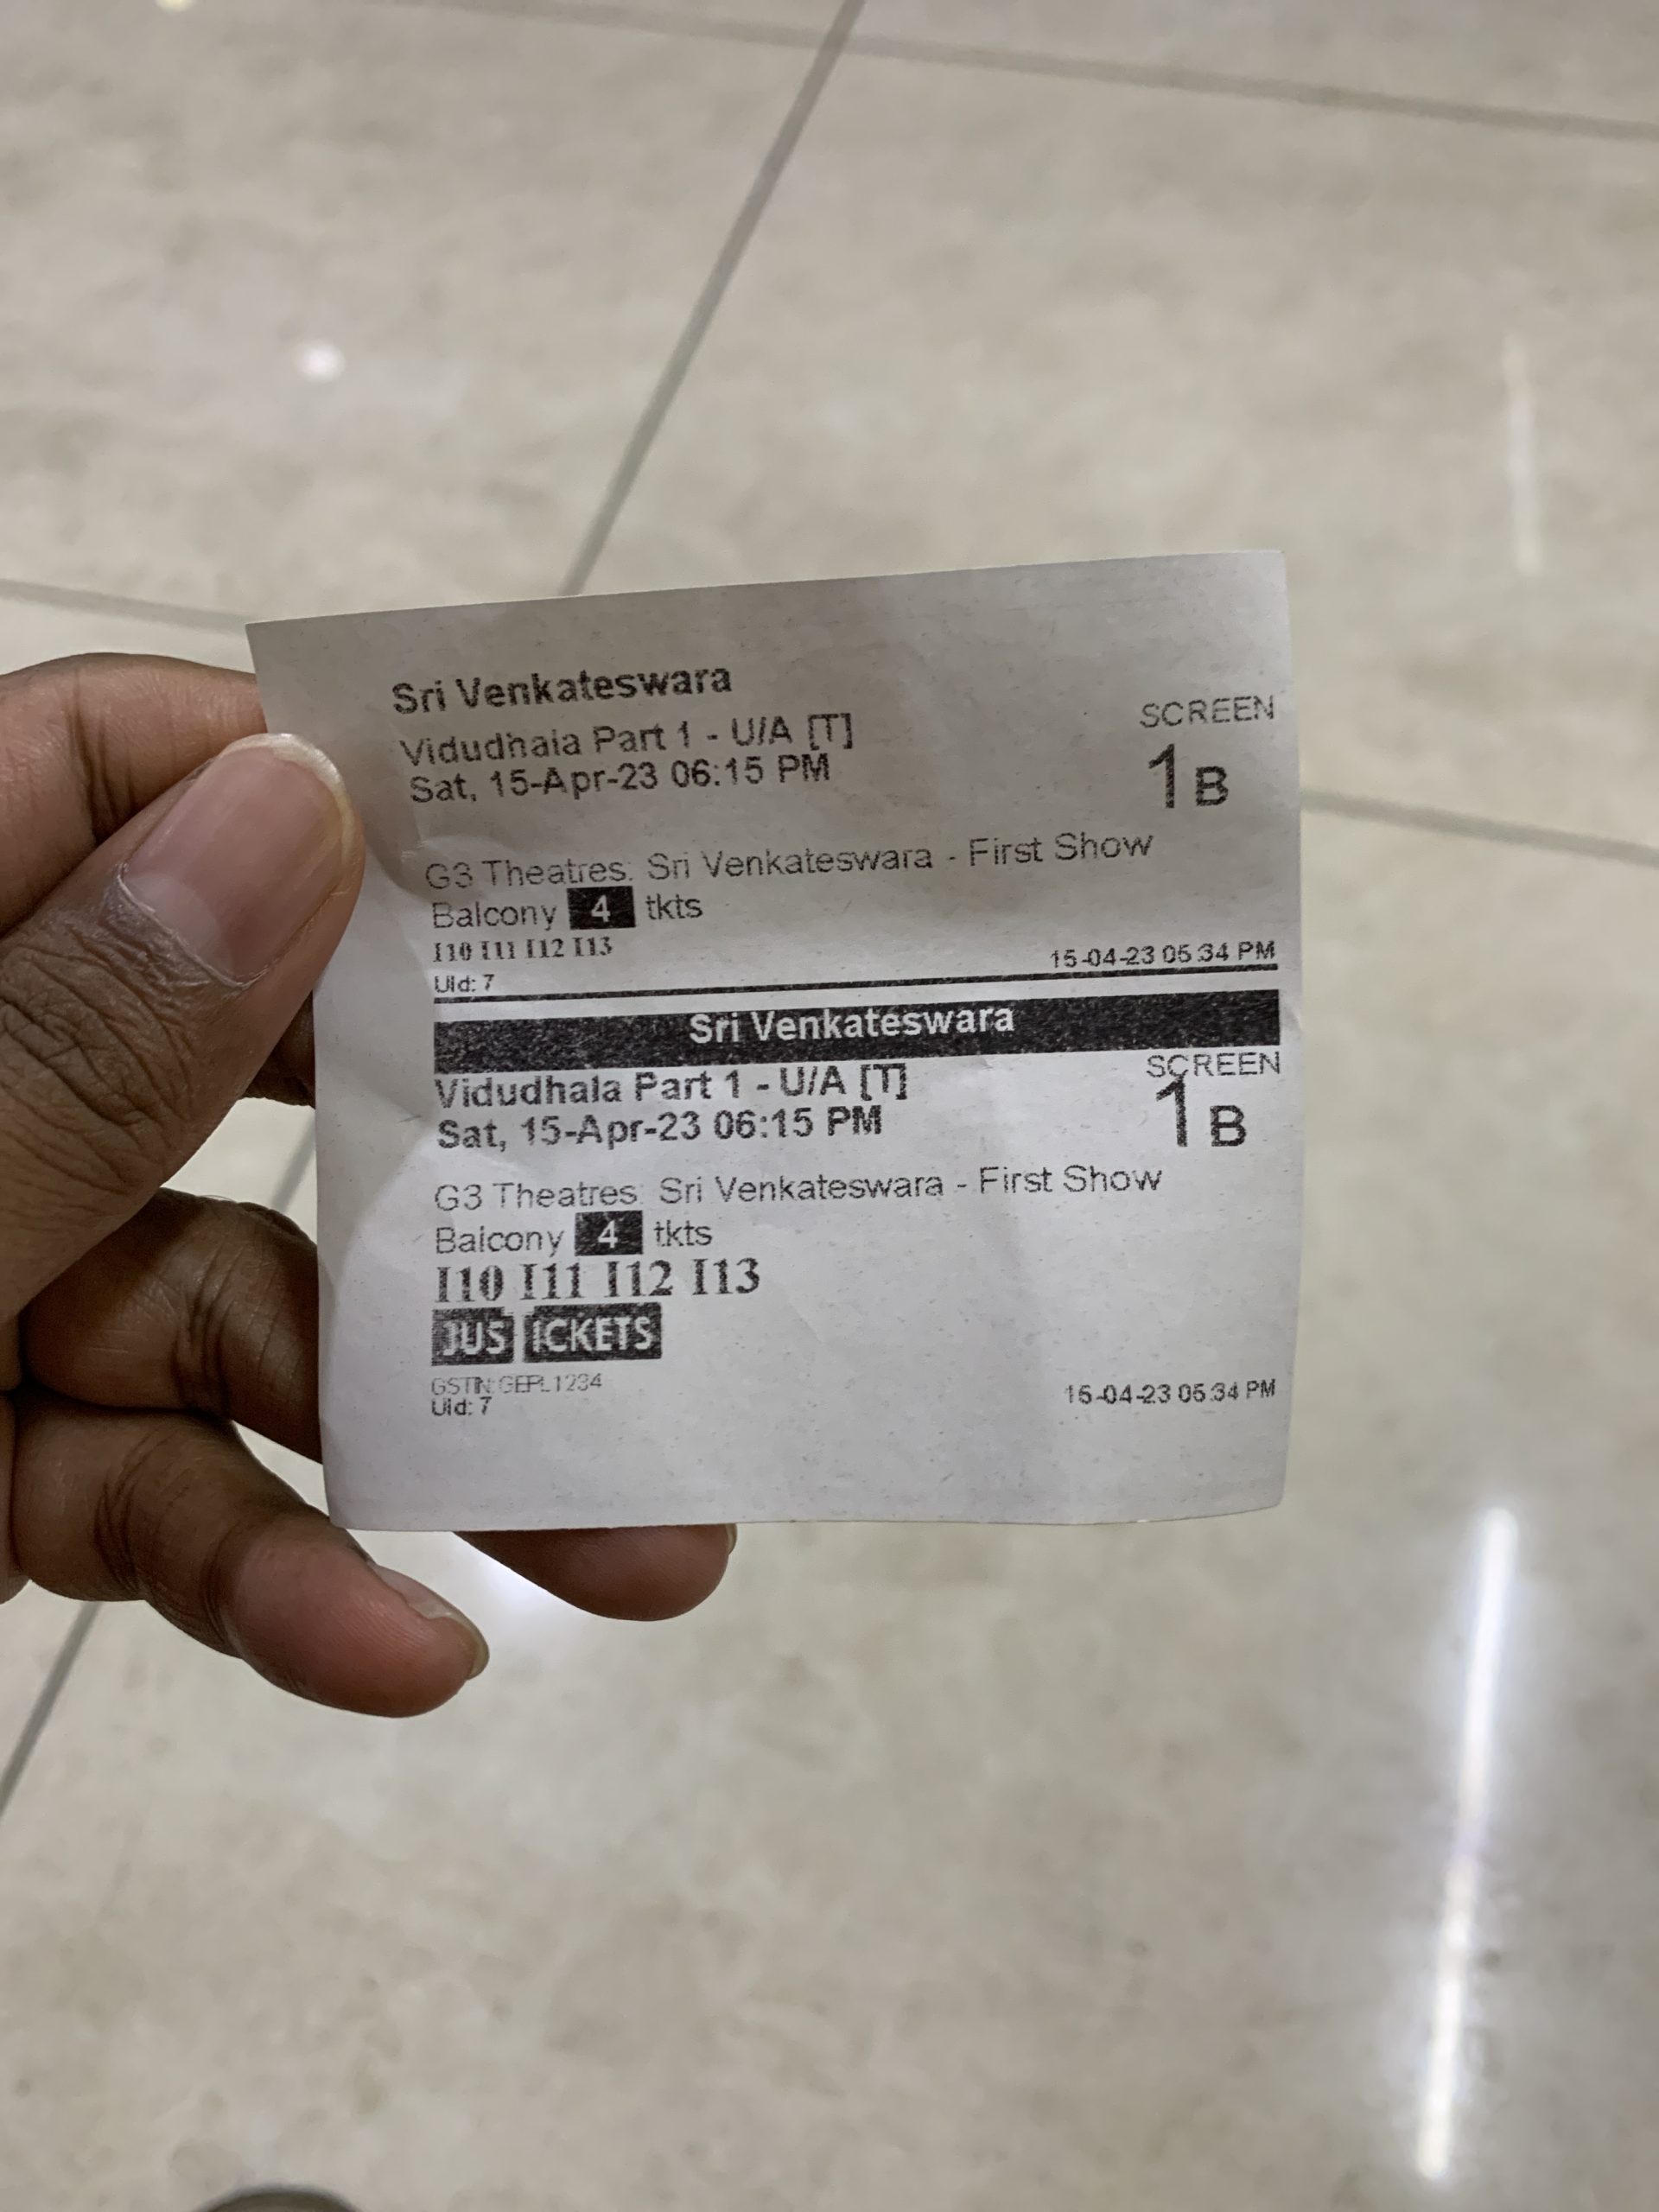 Sri Venkateswara
Vidudhala Part 1 - U/A [T]
Sat, 15-Apr-23 06:15 PM
SCREEN
1 B
G3 Theatres: Sri Venkateswara - First Show
Balcony 4 tkts
I10 I11 I12 I13
Uid: 7
15-04-23 05:34 PM
Sri Venkateswara
Vidudhala Part 1 - U/A [T]
Sat, 15-Apr-23 06:15 PM
SCREEN
1 B
G3 Theatres: Sri Venkateswara - First Show
Balcony 4 tkts
I10 I11 I12 I13
JUS ICKETS
GSTIN:GEPL1234
Uid: 7
15-04-23 05:34 PM